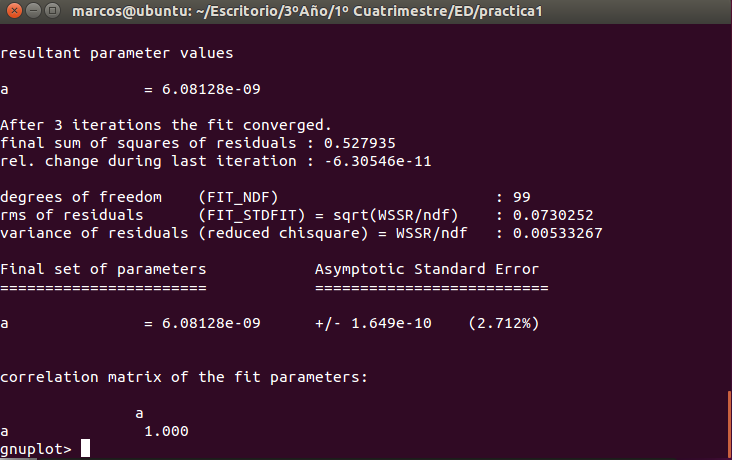 marcos@ubuntu: ~/Escritorio/3ºAño/1º Cuatrimestre/ED/practica1
resultant parameter values
a               = 6.08128e-09
After 3 iterations the fit converged.
final sum of squares of residuals : 0.527935
rel. change during last iteration : -6.30546e-11
degrees of freedom    (FIT_NDF)                        : 99
rms of residuals      (FIT_STDFIT) = sqrt(WSSR/ndf)    : 0.0730252
variance of residuals (reduced chisquare) = WSSR/ndf   : 0.00533267
Final set of parameters            Asymptotic Standard Error
=======================            ==========================
a               = 6.08128e-09      +/- 1.649e-10    (2.712%)
correlation matrix of the fit parameters:
               a
a               1.000
gnuplot>